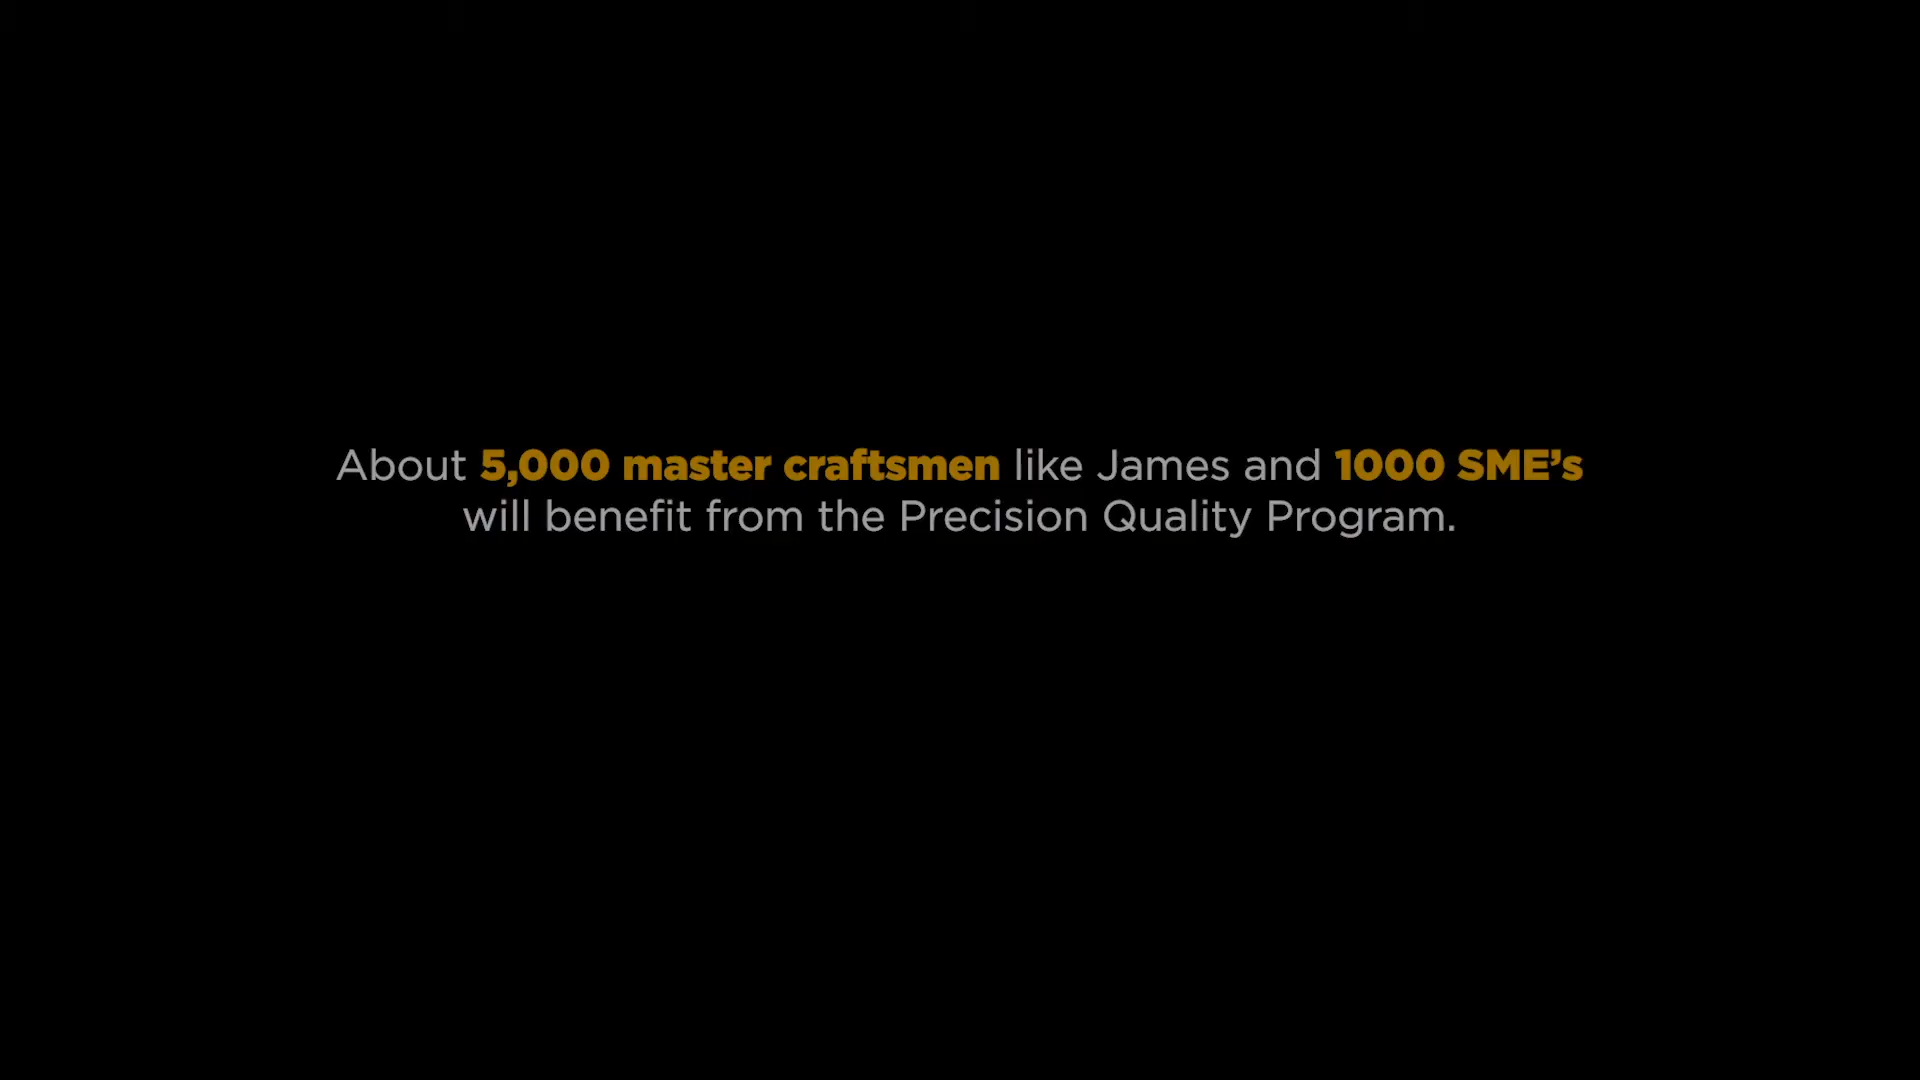 About 5,000 master craftsmen like James and 1000 SME’s
will benefit from the Precision Quality Program.